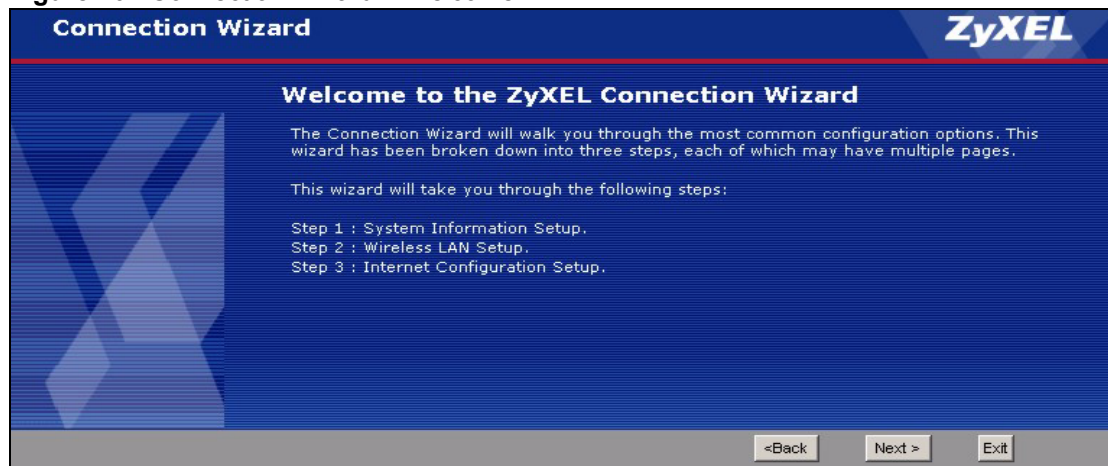 Connection Wizard
ZyXEL
Welcome to the ZyXEL Connection Wizard
The Connection Wizard will walk you through the most common configuration options. This
wizard has been broken down into three steps, each of which may have multiple pages.
This wizard will take you through the following steps:
Step 1 : System Information Setup.
Step 2 : Wireless LAN Setup.
Step 3 : Internet Configuration Setup.
<Back
Next >
Exit